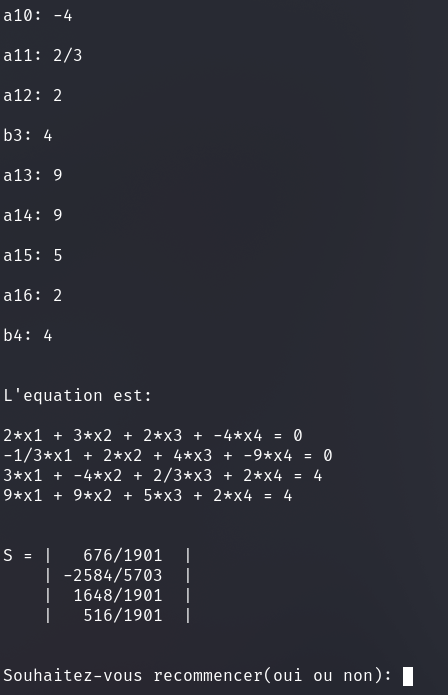 a10: -4
a11: 2/3
a12: 2
b3: 4
a13: 9
a14: 9
a15: 5
a16: 2
b4: 4
L'equation est:
2*x1 + 3*x2 + 2*x3 + -4*x4 = 0
-1/3*x1 + 2*x2 + 4*x3 + -9*x4 = 0
3*x1 + -4*x2 + 2/3*x3 + 2*x4 = 4
9*x1 + 9*x2 + 5*x3 + 2*x4 = 4
S = |   676/1901  |
    | -2584/5703  |
    |  1648/1901  |
    |   516/1901  |
Souhaitez-vous recommencer(oui ou non):